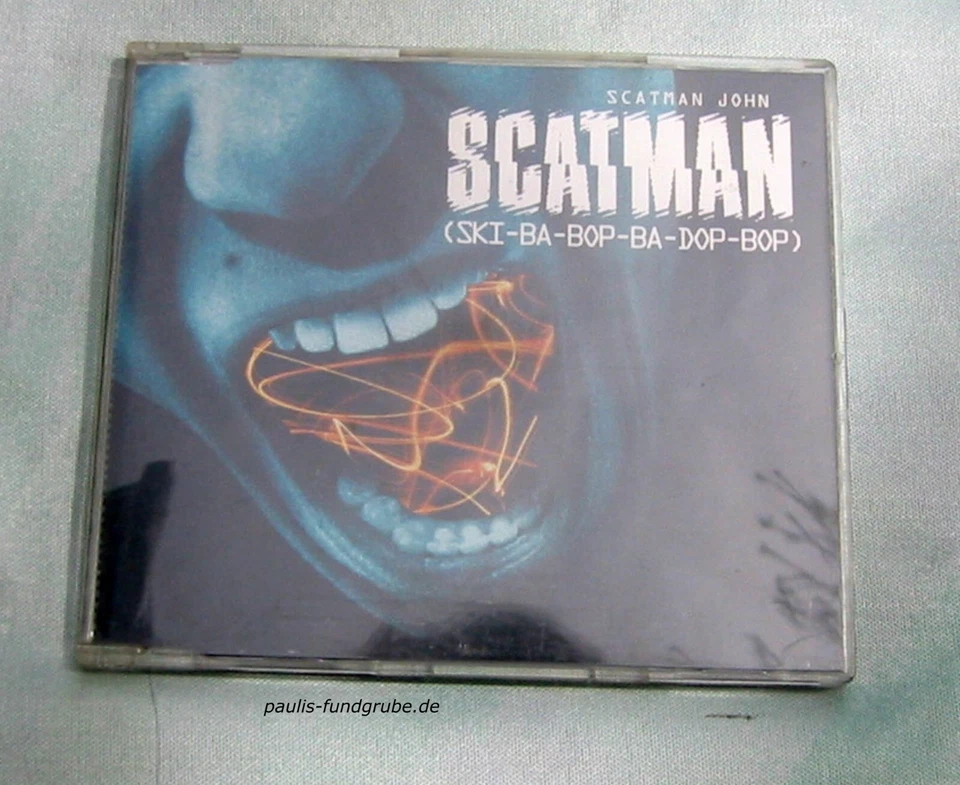 SCATMAN JOHN
SCATMAN
(SKI-BA-BOP-BA-DOP-BOP)
paulis-fundgrube.de